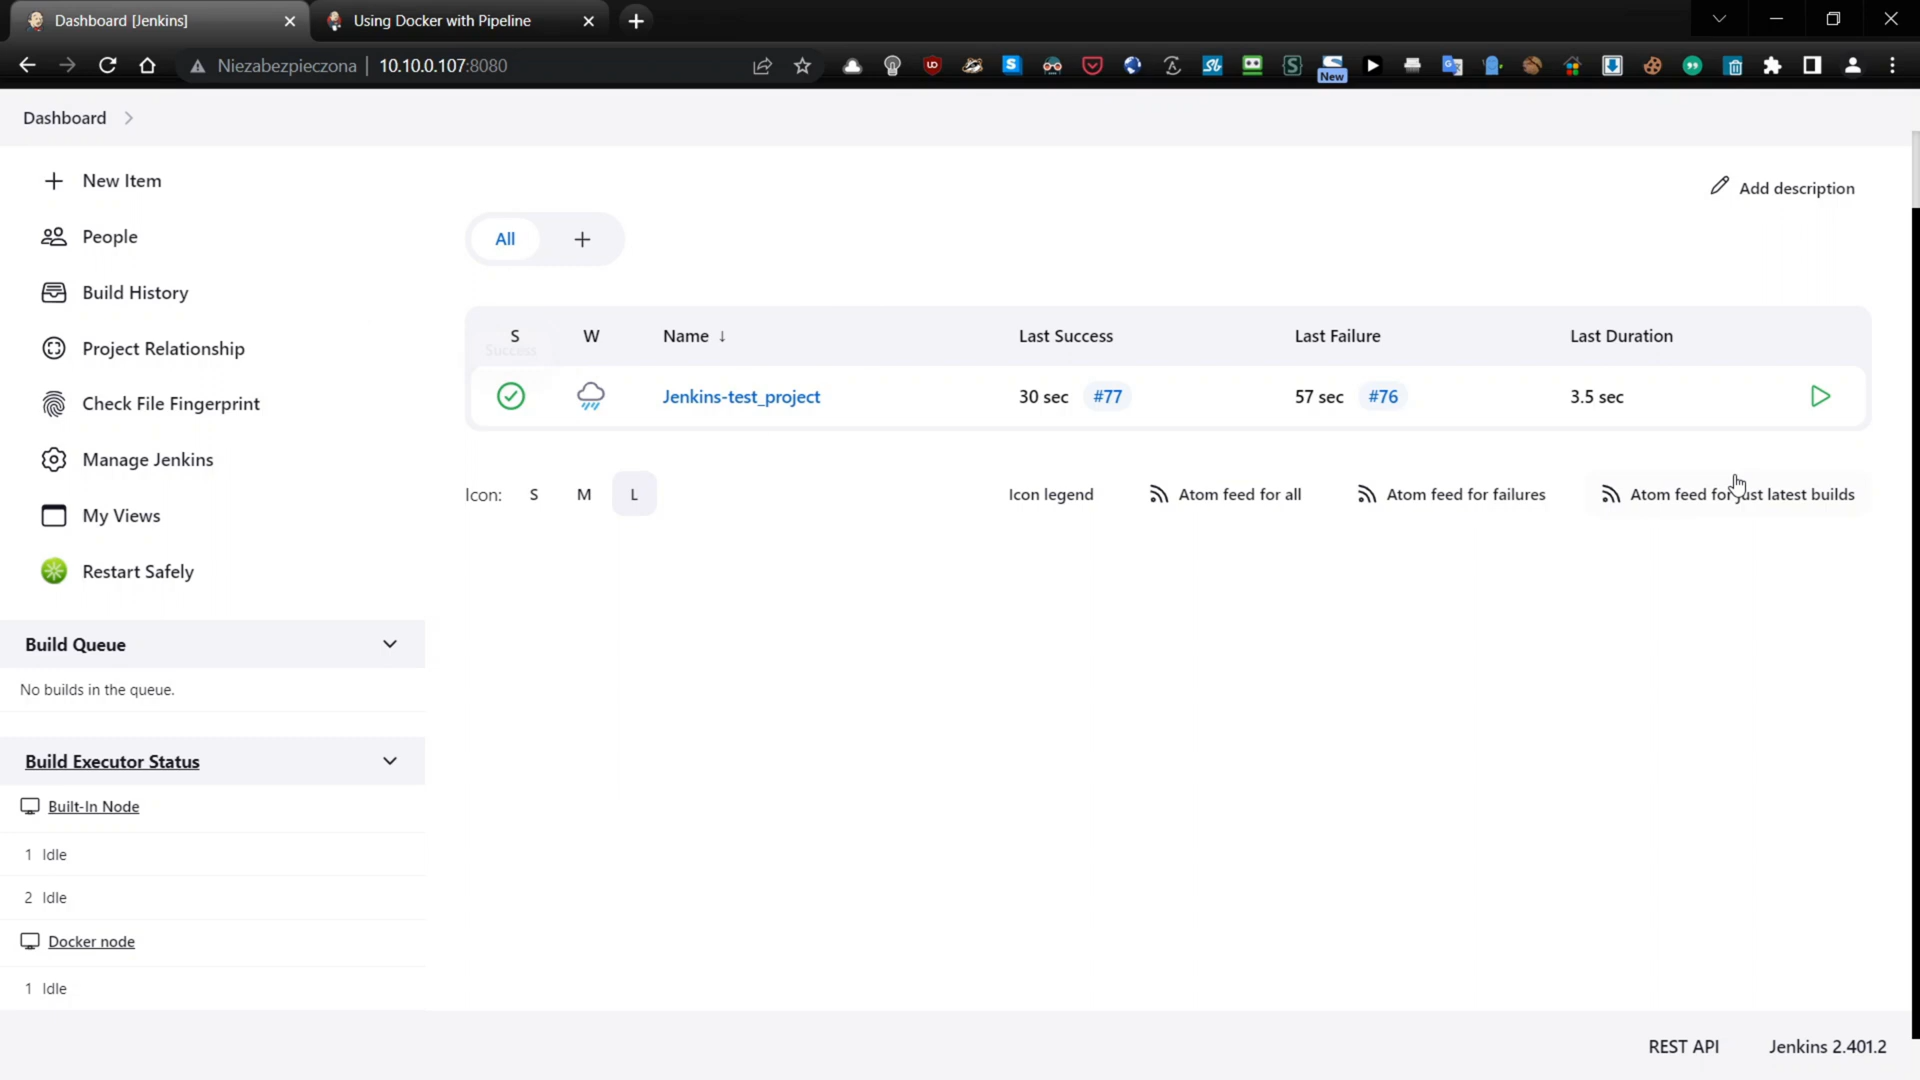 Dashboard [Jenkins]
Using Docker with Pipeline
Niezabezpieczona
10.10.0.107:8080
New
Dashboard
New Item
People
Build History
Project Relationship
Check File Fingerprint
Manage Jenkins
My Views
Restart Safely
Add description
All
S W Name ↓ Last Success Last Failure Last Duration
Success
Jenkins-test_project 30 sec #77 57 sec #76 3.5 sec
Icon: S M L
Icon legend
Atom feed for all
Atom feed for failures
Atom feed for just latest builds
Build Queue
No builds in the queue.
Build Executor Status
Built-In Node
1 Idle
2 Idle
Docker node
1 Idle
REST API
Jenkins 2.401.2